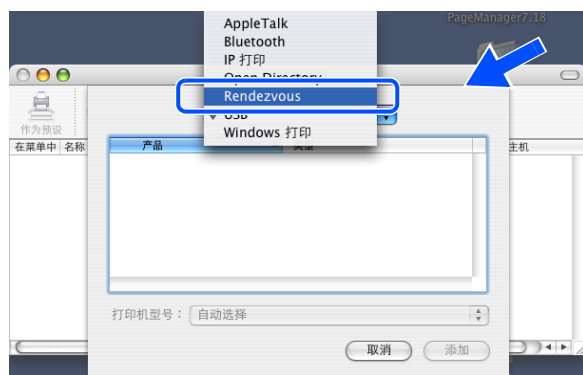 AppleTalk
PageManager7.18
Bluetooth
IP 打印
Open Directory
Rendezvous
USB
Windows 打印
作为预设
在菜单中 名称
产品
类型
主机
打印机型号： 自动选择
取消 添加